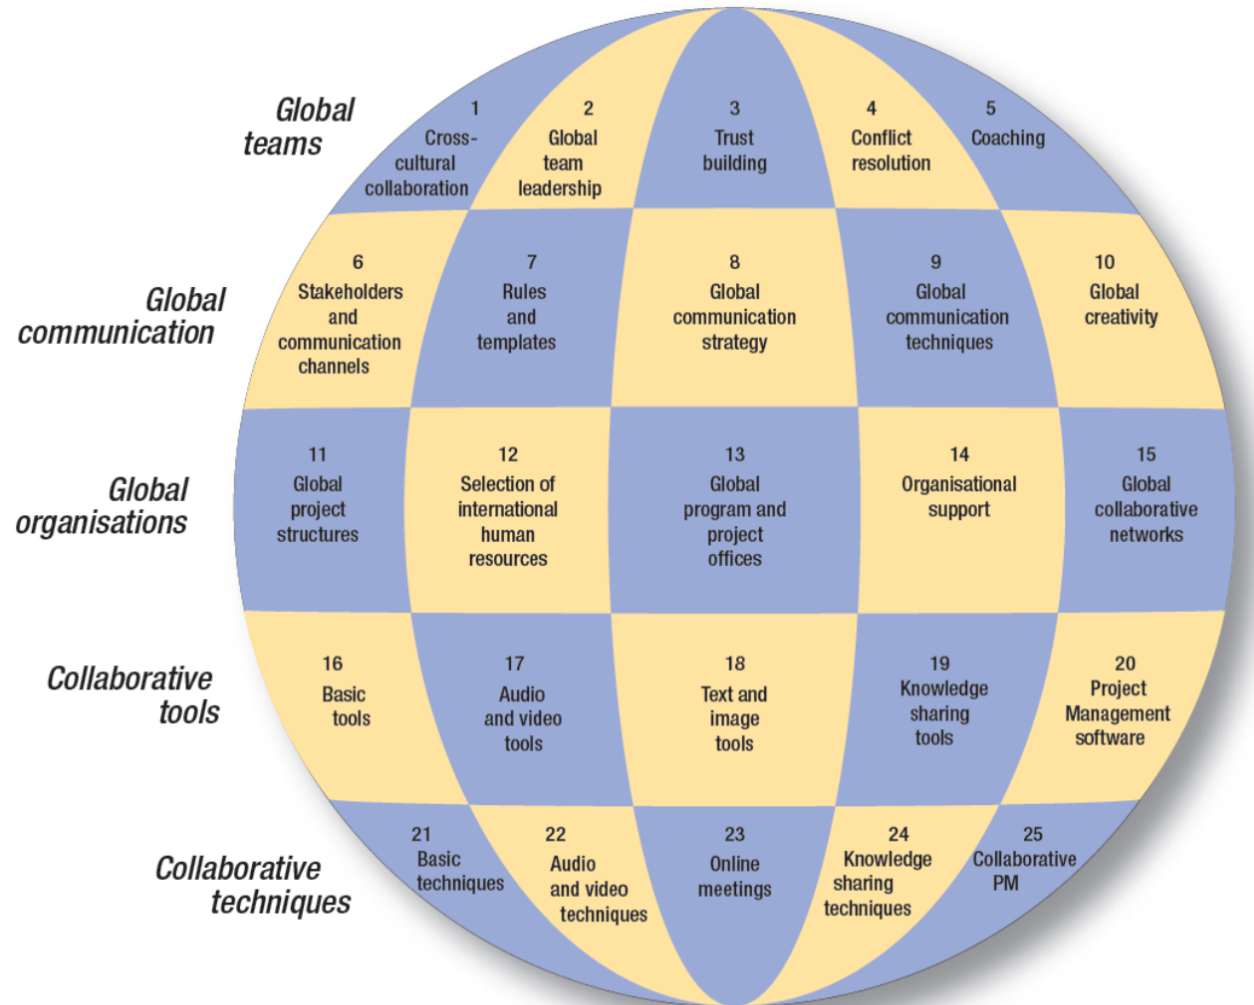 Global
teams
1
Cross-
cultural
collaboration
2
Global
team
leadership
3
Trust
building
4
Conflict
resolution
5
Coaching
Global
communication
6
Stakeholders
and
communication
channels
7
Rules
and
templates
8
Global
communication
strategy
9
Global
communication
techniques
10
Global
creativity
Global
organisations
11
Global
project
structures
12
Selection of
international
human
resources
13
Global
program and
project
offices
14
Organisational
support
15
Global
collaborative
networks
Collaborative
tools
16
Basic
tools
17
Audio
and video
tools
18
Text and
image
tools
19
Knowledge
sharing
tools
20
Project
Management
software
Collaborative
techniques
21
Basic
techniques
22
Audio
and video
techniques
23
Online
meetings
24
Knowledge
sharing
techniques
25
Collaborative
PM